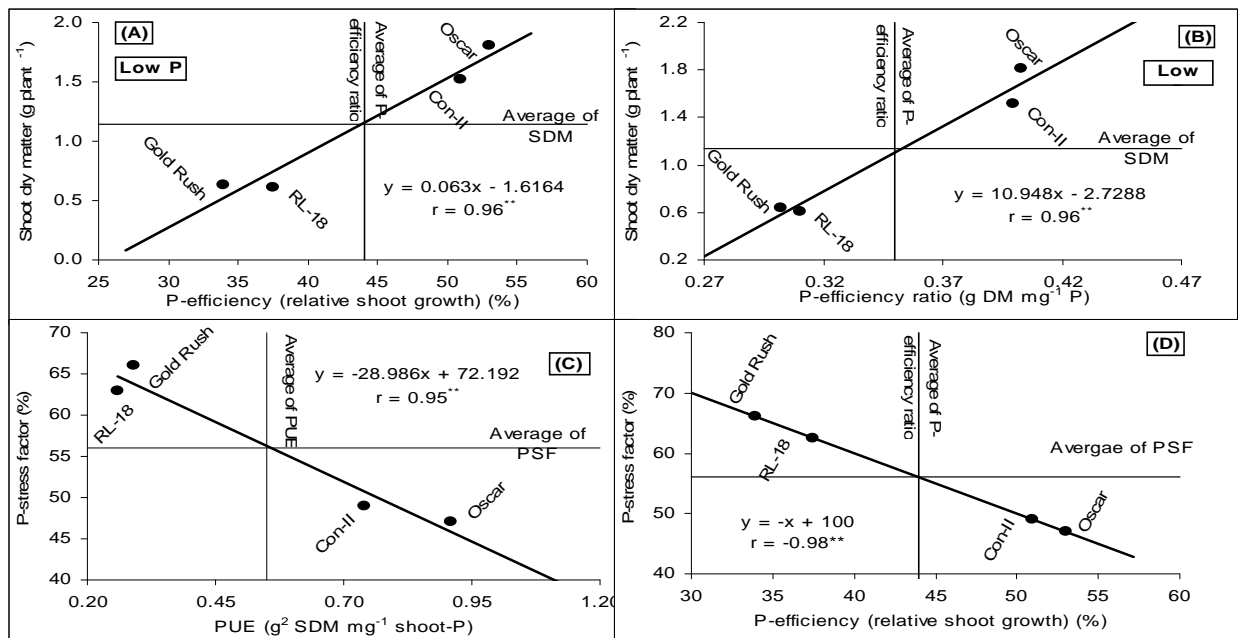 (A)
Low P
Shoot dry matter (g plant ⁻¹)
2.0
1.5
1.0
0.5
0.0
Average of P-
efficiency ratio
Oscar
Con-II
Average of
SDM
Gold Rush
RL-18
y = 0.063x - 1.6164
r = 0.96**
25 30 35 40 45 50 55 60
P-efficiency (relative shoot growth) (%)
(B)
Low
Shoot dry matter (g plant ⁻¹)
2.2
1.8
1.4
1.0
0.6
0.2
Average of P-
efficiency ratio
Oscar
Con-II
Average of
SDM
Gold Rush
RL-18
y = 10.948x - 2.7288
r = 0.96**
0.27 0.32 0.37 0.42 0.47
P-efficiency ratio (g DM mg⁻¹ P)
(C)
P-stress factor (%)
70
65
60
55
50
45
40
Average of PUE
Gold Rush
RL-18
y = -28.986x + 72.192
r = 0.95**
Average of
PSF
Con-II
Oscar
0.20 0.45 0.70 0.95 1.20
PUE (g² SDM mg⁻¹ shoot-P)
(D)
P-stress factor (%)
80
70
60
50
40
Average of P-
efficiency ratio
Gold Rush
RL-18
Avergae of PSF
y = -x + 100
r = -0.98**
Con-II
Oscar
30 35 40 45 50 55 60
P-efficiency (relative shoot growth) (%)